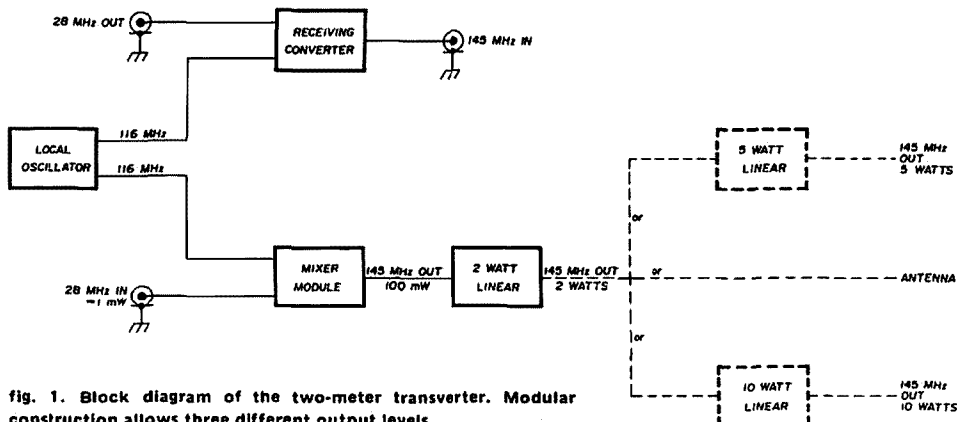 28 MHz OUT
RECEIVING
CONVERTER
145 MHz IN
LOCAL
OSCILLATOR
116 MHz
116 MHz
5 WATT
LINEAR
145 MHz
OUT
5 WATTS
or
MIXER
MODULE
145 MHz OUT
100 mW
2 WATT
LINEAR
145 MHz OUT
2 WATTS
or
ANTENNA
28 MHz IN
≈1 mW
or
10 WATT
LINEAR
145 MHz
OUT
10 WATTS
fig. 1. Block diagram of the two-meter transverter. Modular
construction allows three different output levels.